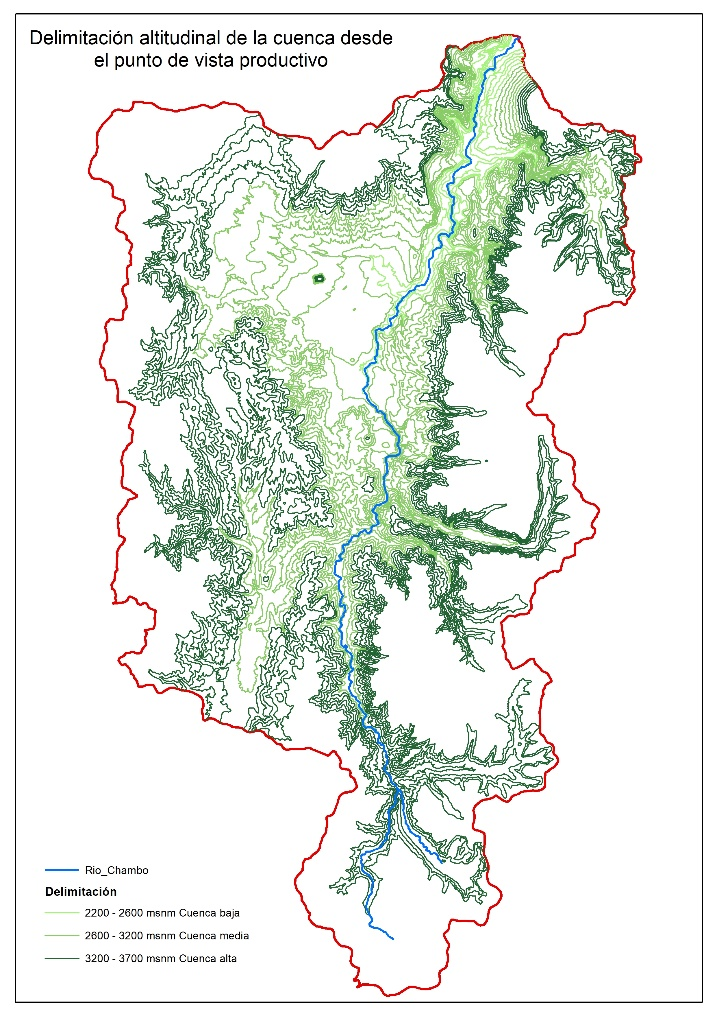 Delimitación altitudinal de la cuenca desde
el punto de vista productivo
Rio_Chambo
Delimitación
2200 - 2600 msnm Cuenca baja
2600 - 3200 msnm Cuenca media
3200 - 3700 msnm Cuenca alta